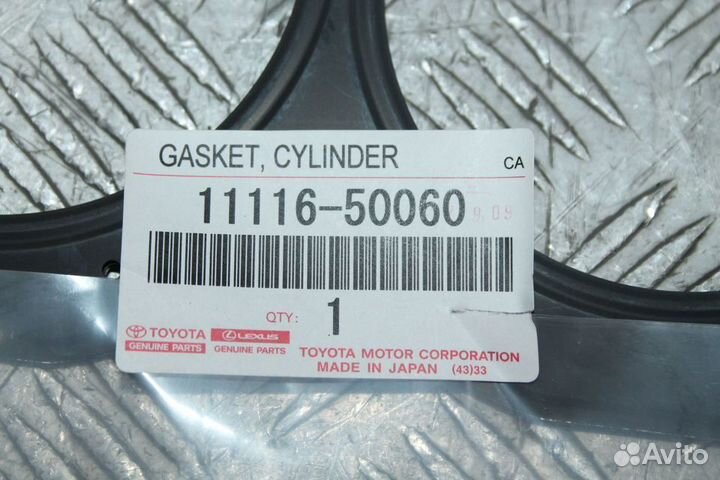 GASKET, CYLINDER CA
11116-50060
9.09
QTY: 1
TOYOTA LEXUS
GENUINE PARTS GENUINE PARTS
TOYOTA MOTOR CORPORATION
MADE IN JAPAN (43)33
Avito